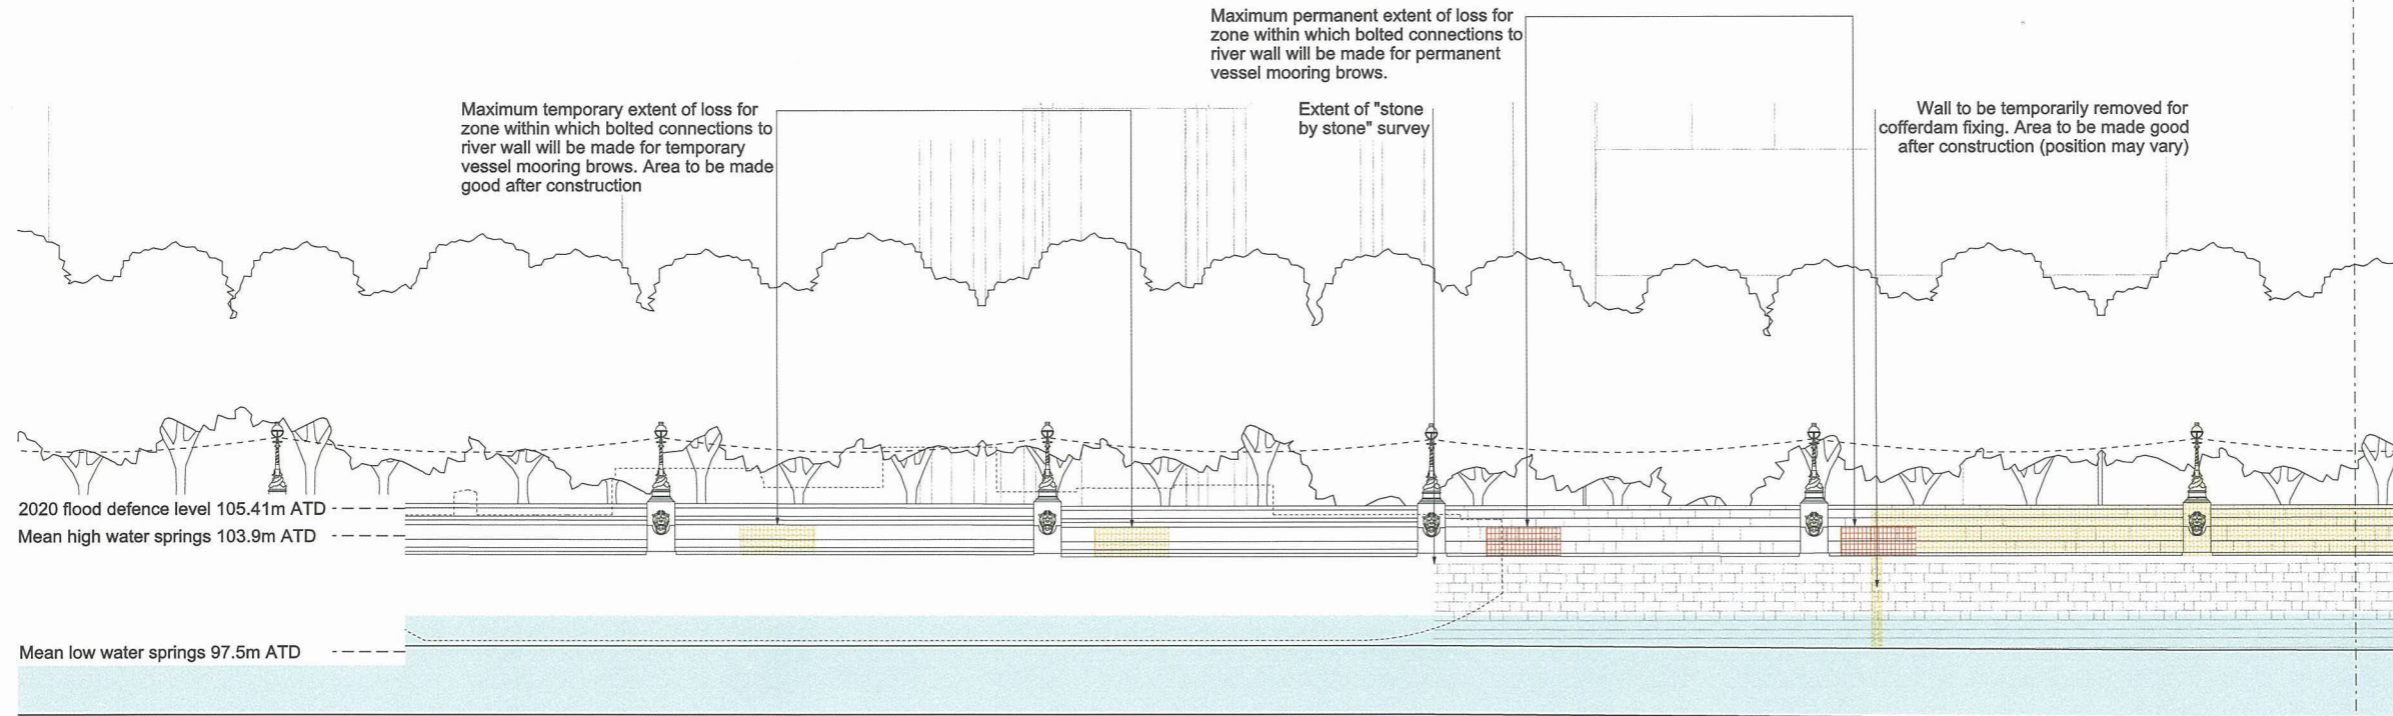 Maximum permanent extent of loss for
zone within which bolted connections to
river wall will be made for permanent
vessel mooring brows.
Maximum temporary extent of loss for
zone within which bolted connections to
river wall will be made for temporary
vessel mooring brows. Area to be made
good after construction
Extent of "stone
by stone" survey
Wall to be temporarily removed for
cofferdam fixing. Area to be made good
after construction (position may vary)
2020 flood defence level 105.41m ATD
Mean high water springs 103.9m ATD
Mean low water springs 97.5m ATD